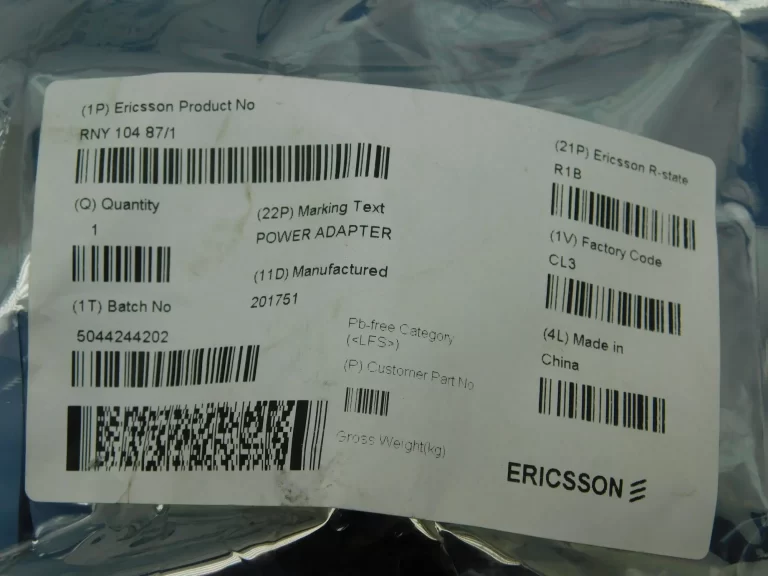 (1P) Ericsson Product No
RNY 104 87/1
(21P) Ericsson R-state
R1B
(Q) Quantity
1
(22P) Marking Text
POWER ADAPTER
(1V) Factory Code
CL3
(11D) Manufactured
201751
(1T) Batch No
5044244202
Pb-free Category
(<LFS>)
(4L) Made in
China
(P) Customer Part No
Gross Weight(kg)
ERICSSON